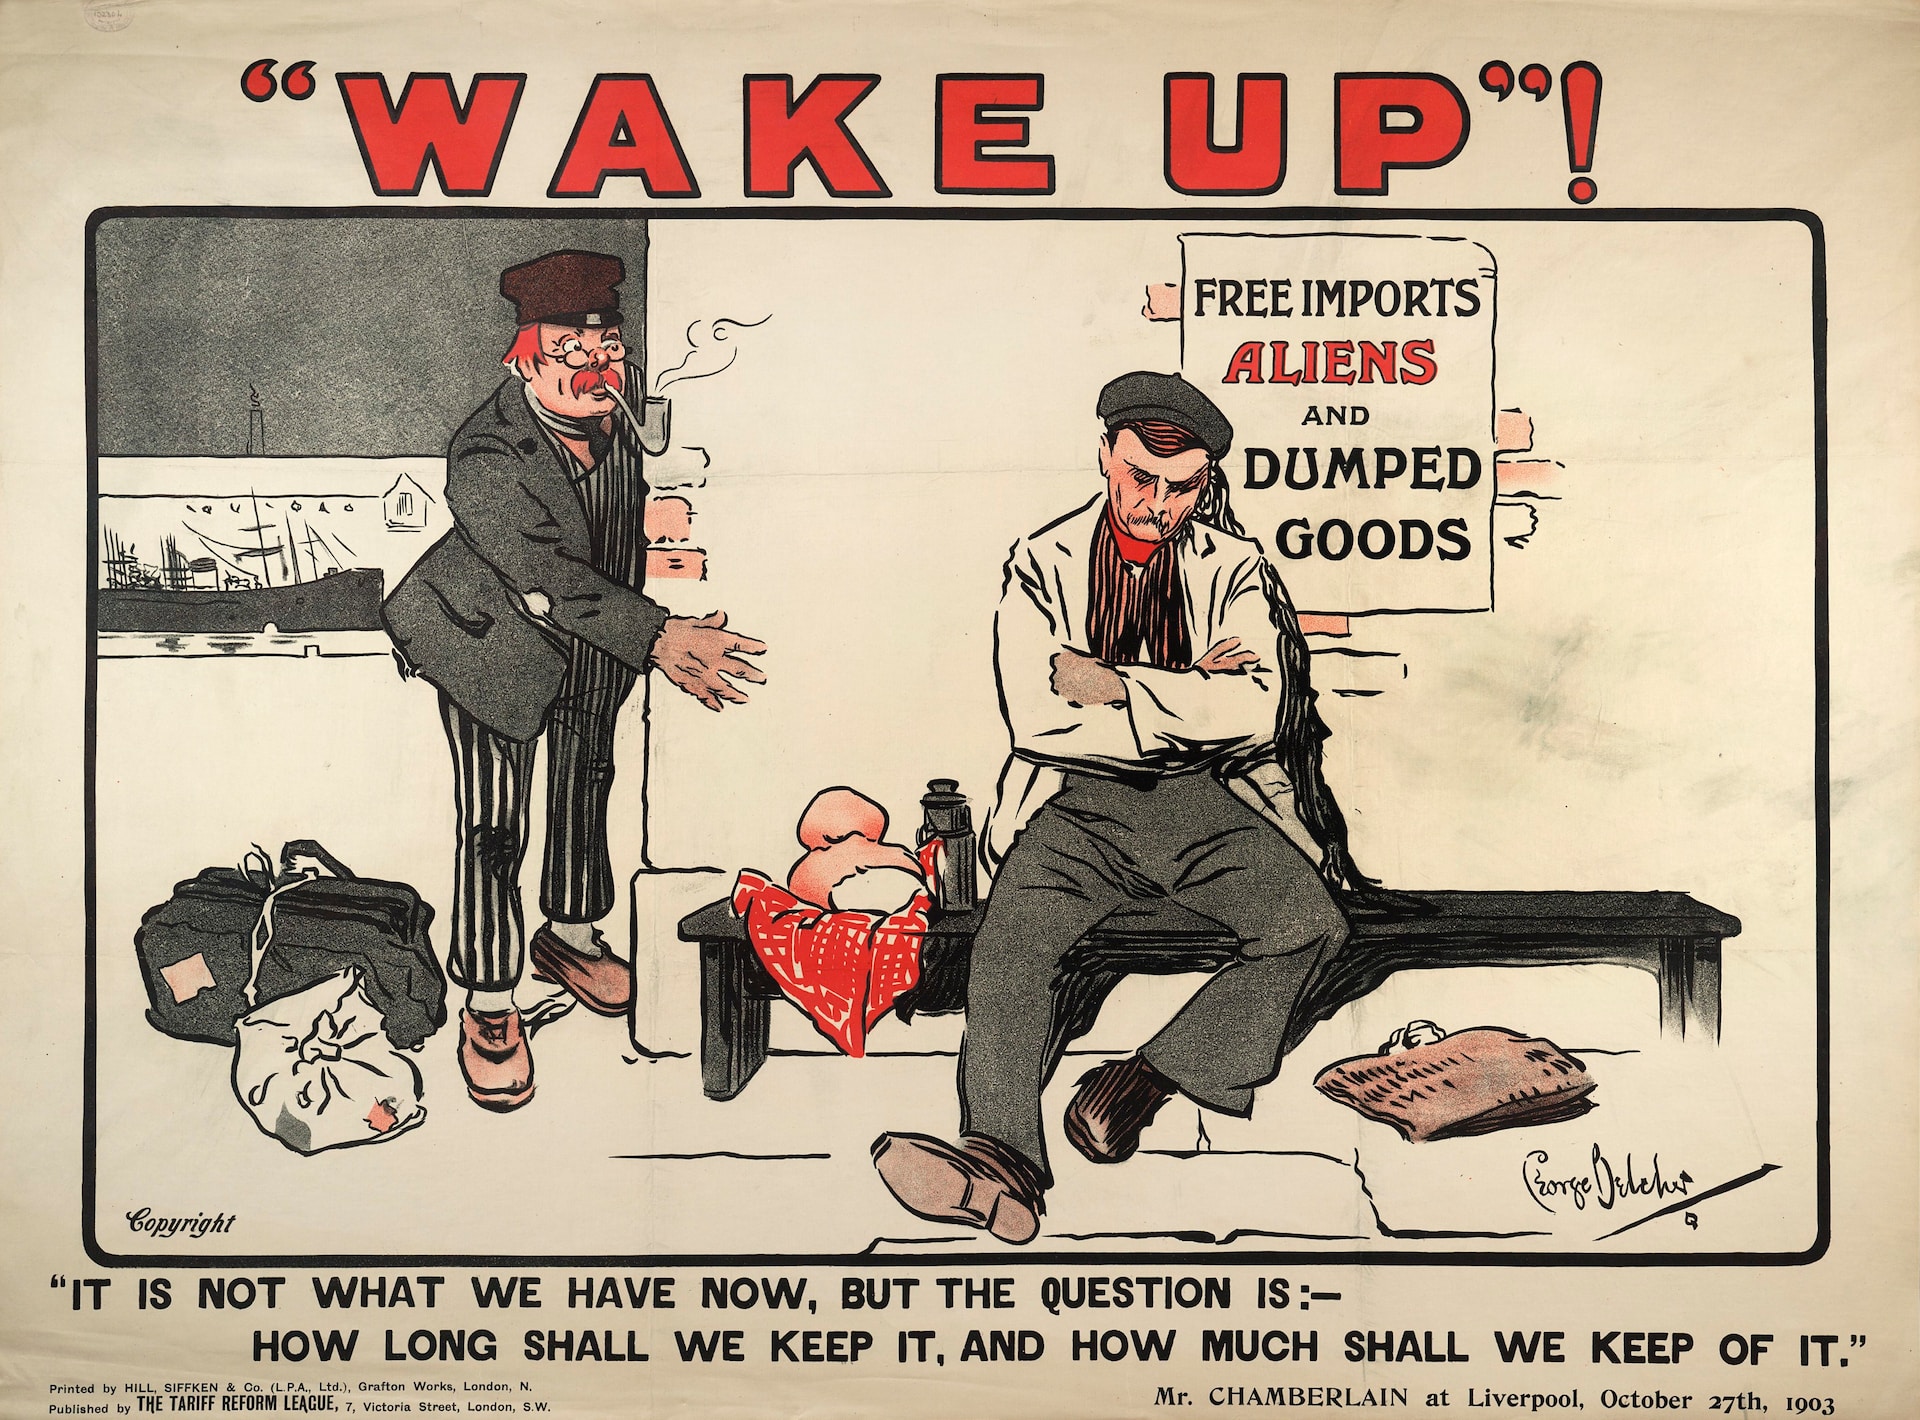 “WAKE UP”!
FREE IMPORTS
ALIENS
AND
DUMPED
GOODS
Copyright
George Belcher
“IT IS NOT WHAT WE HAVE NOW, BUT THE QUESTION IS:—
HOW LONG SHALL WE KEEP IT, AND HOW MUCH SHALL WE KEEP OF IT.”
Printed by HILL, SIFFKEN & Co. (L.P.A., Ltd.), Grafton Works, London, N.
Published by THE TARIFF REFORM LEAGUE, 7, Victoria Street, London, S.W.
Mr. CHAMBERLAIN at Liverpool, October 27th, 1903